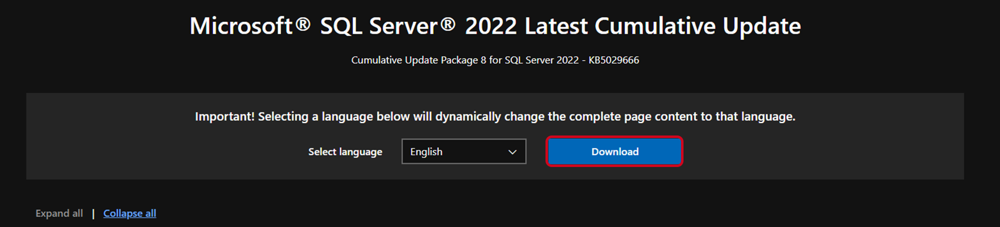 Microsoft® SQL Server® 2022 Latest Cumulative Update
Cumulative Update Package 8 for SQL Server 2022 - KB5029666
Important! Selecting a language below will dynamically change the complete page content to that language.
Select language English Download
Expand all | Collapse all